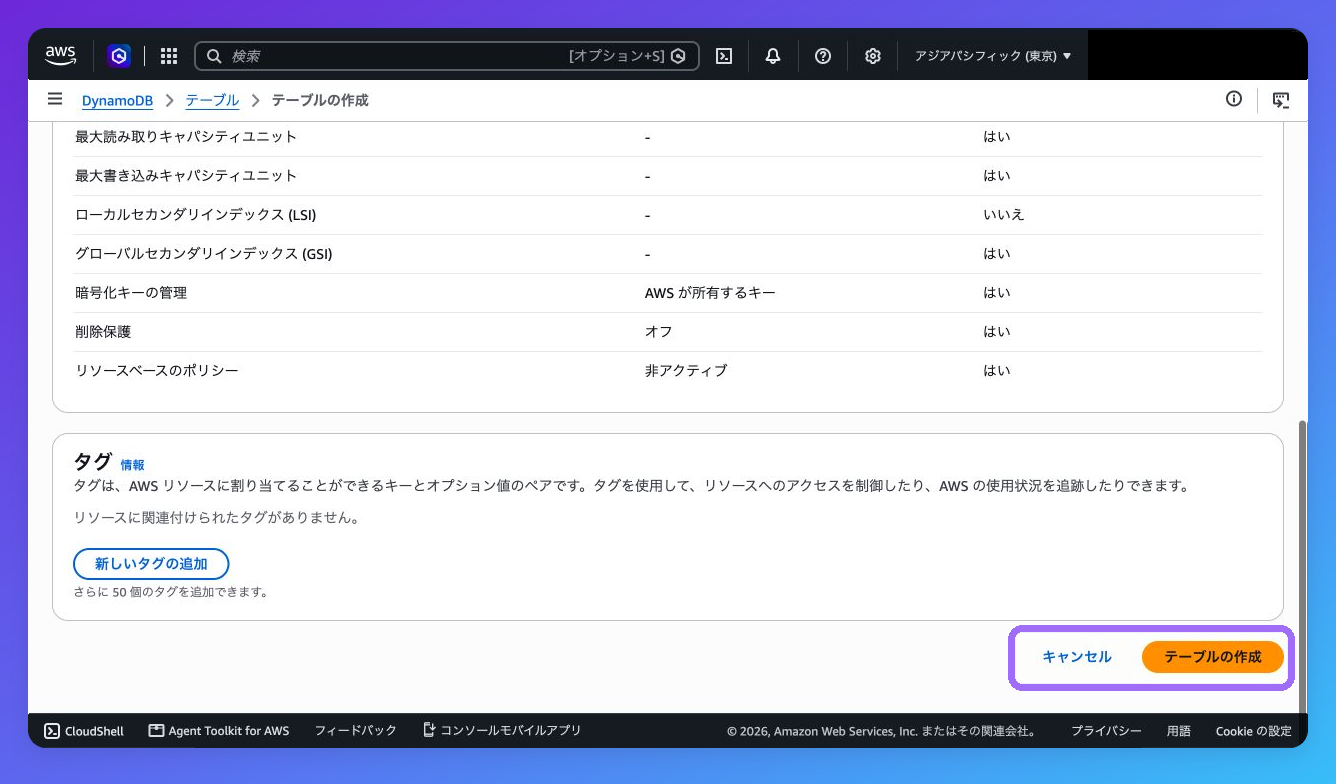 aws
検索 [オプション+S] アジアパシフィック (東京)
DynamoDB テーブル テーブルの作成
最大読み取りキャパシティユニット - はい
最大書き込みキャパシティユニット - はい
ローカルセカンダリインデックス (LSI) - いいえ
グローバルセカンダリインデックス (GSI) - はい
暗号化キーの管理 AWS が所有するキー はい
削除保護 オフ はい
リソースベースのポリシー 非アクティブ はい
タグ 情報
タグは、AWS リソースに割り当てることができるキーとオプション値のペアです。タグを使用して、リソースへのアクセスを制御したり、AWS の使用状況を追跡したりできます。
リソースに関連付けられたタグがありません。
新しいタグの追加
さらに 50 個のタグを追加できます。
キャンセル テーブルの作成
CloudShell Agent Toolkit for AWS フィードバック コンソールモバイルアプリ © 2026, Amazon Web Services, Inc. またはその関連会社。 プライバシー 用語 Cookie の設定